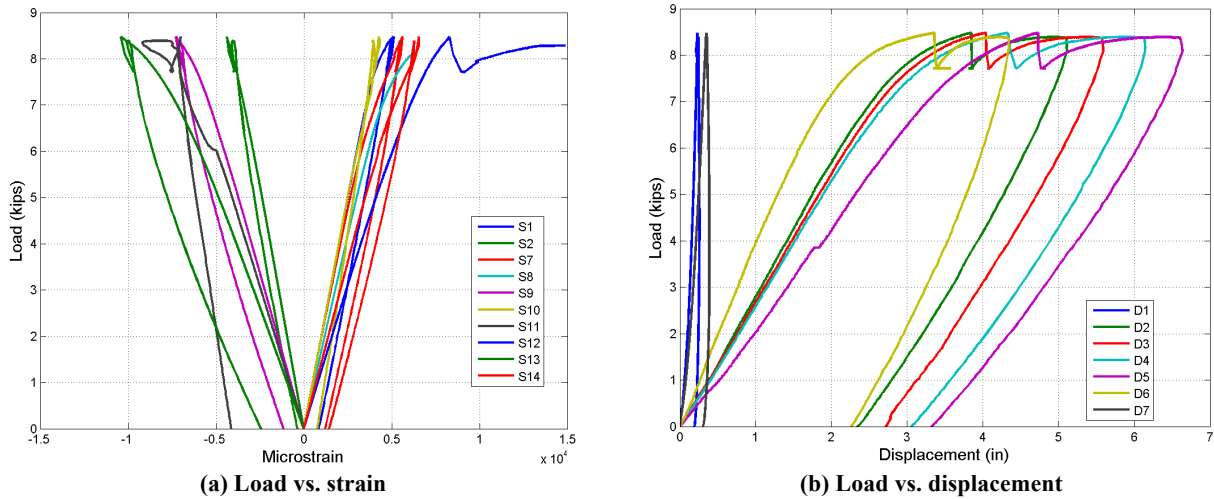 9
8
7
6
5
4
3
2
1
0
Load (kips)
S1
S2
S7
S8
S9
S10
S11
S12
S13
S14
-1.5 -1 -0.5 0 0.5 1 1.5
Microstrain
x 10^4
(a) Load vs. strain
9
8
7
6
5
4
3
2
1
0
Load (kips)
D1
D2
D3
D4
D5
D6
D7
0 1 2 3 4 5 6 7
Displacement (in)
(b) Load vs. displacement